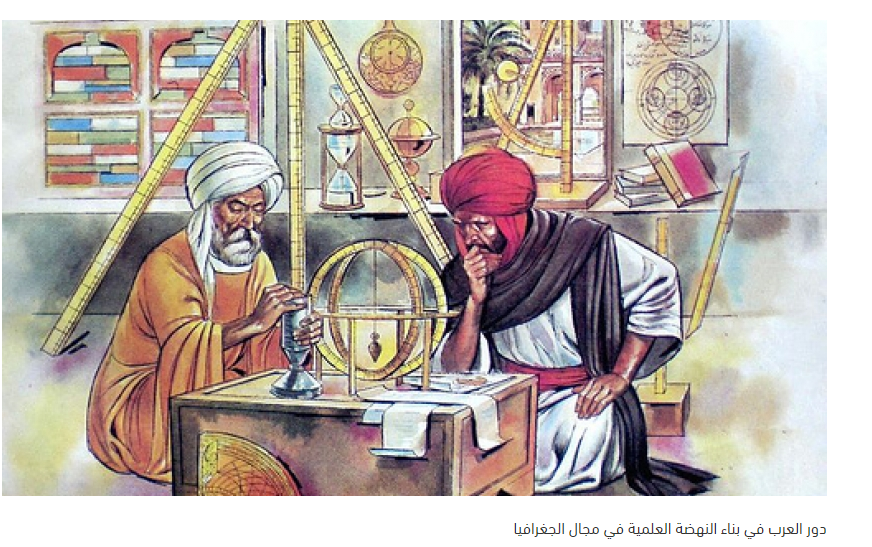 دور العرب في بناء النهضة العلمية في مجال الجغرافيا